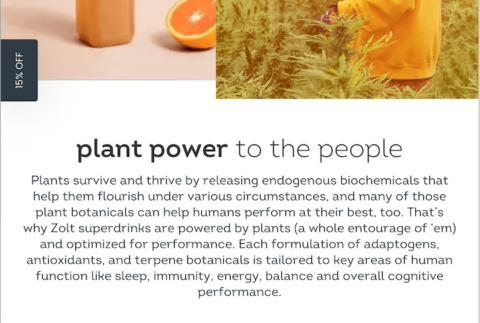 15% OFF
plant power to the people
Plants survive and thrive by releasing endogenous biochemicals that
help them flourish under various circumstances, and many of those
plant botanicals can help humans perform at their best, too. That's
why Zolt superdrinks are powered by plants (a whole entourage of 'em)
and optimized for performance. Each formulation of adaptogens,
antioxidants, and terpene botanicals is tailored to key areas of human
function like sleep, immunity, energy, balance and overall cognitive
performance.